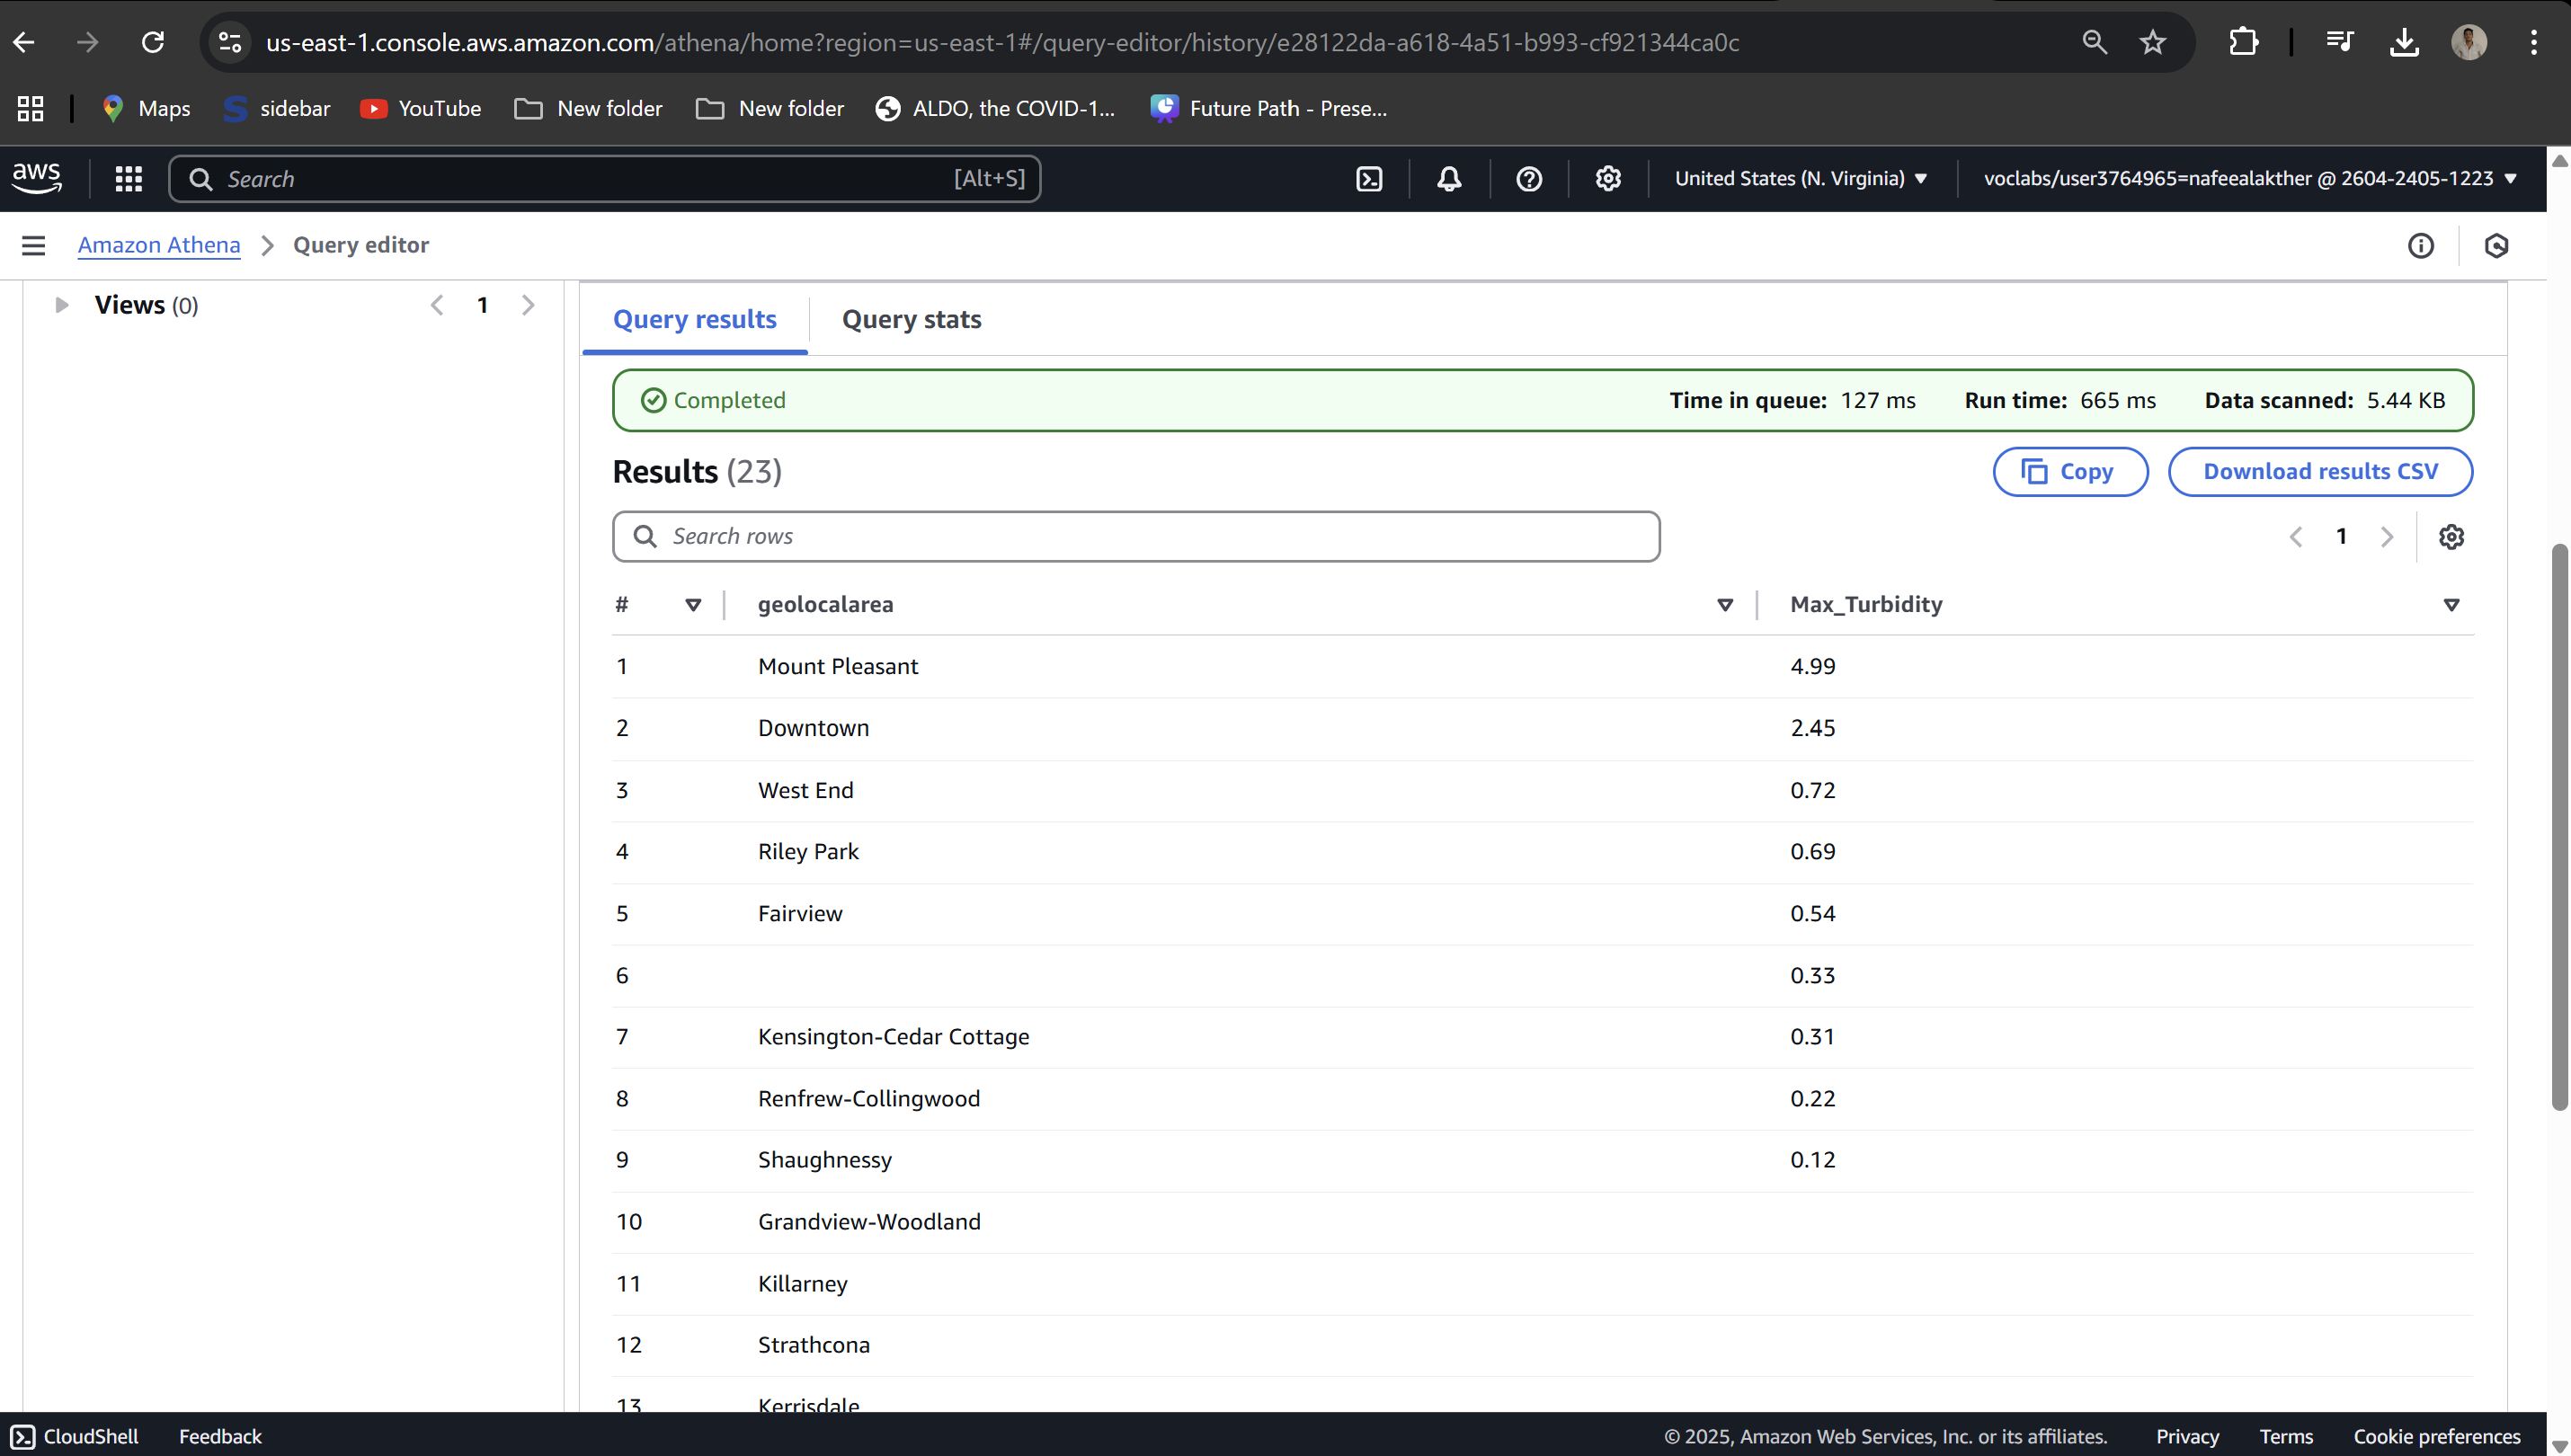 us-east-1.console.aws.amazon.com/athena/home?region=us-east-1#/query-editor/history/e28122da-a618-4a51-b993-cf921344ca0c
Maps sidebar YouTube New folder New folder ALDO, the COVID-1... Future Path - Prese...
aws Search [Alt+S] United States (N. Virginia) voclabs/user3764965=nafeealakther @ 2604-2405-1223
Amazon Athena Query editor
Views (0) 1
Query results Query stats
Completed Time in queue: 127 ms Run time: 665 ms Data scanned: 5.44 KB
Results (23) Copy Download results CSV
Search rows 1
# geolocalarea Max_Turbidity
1 Mount Pleasant 4.99
2 Downtown 2.45
3 West End 0.72
4 Riley Park 0.69
5 Fairview 0.54
6 0.33
7 Kensington-Cedar Cottage 0.31
8 Renfrew-Collingwood 0.22
9 Shaughnessy 0.12
10 Grandview-Woodland
11 Killarney
12 Strathcona
13 Kerrisdale
CloudShell Feedback © 2025, Amazon Web Services, Inc. or its affiliates. Privacy Terms Cookie preferences